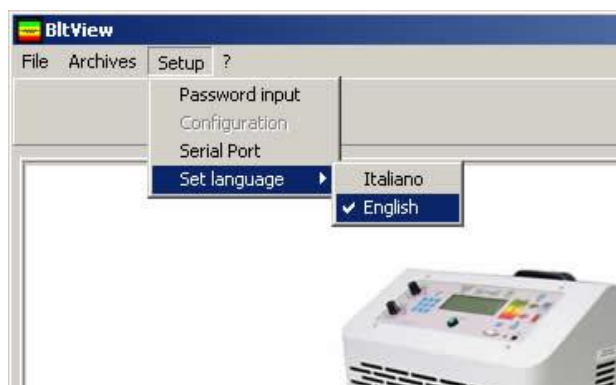 BltView
File Archives Setup ?
Password input
Configuration
Serial Port
Set language
Italiano
English